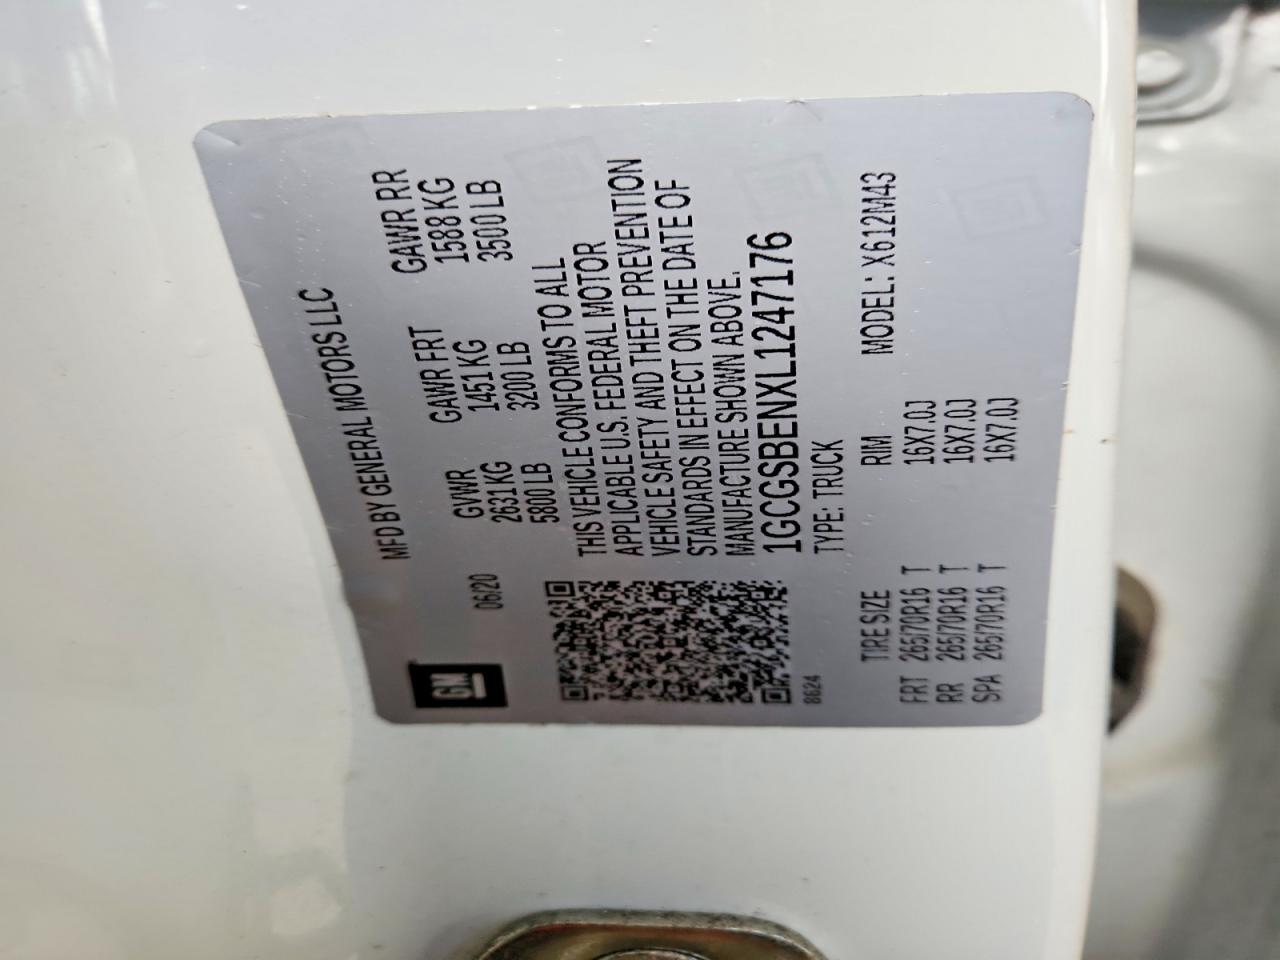 GM
MFD BY GENERAL MOTORS LLC
06/20
GVWR GAWR FRT GAWR RR
2631 KG 1451 KG 1588 KG
5800 LB 3200 LB 3500 LB
THIS VEHICLE CONFORMS TO ALL
APPLICABLE U.S. FEDERAL MOTOR
VEHICLE SAFETY AND THEFT PREVENTION
STANDARDS IN EFFECT ON THE DATE OF
MANUFACTURE SHOWN ABOVE.
1GCGSBENXL1247176
8624 TYPE: TRUCK
TIRE SIZE RIM MODEL: X612M43
FRT 265/70R16 T 16X7.0J
RR 265/70R16 T 16X7.0J
SPA 265/70R16 T 16X7.0J